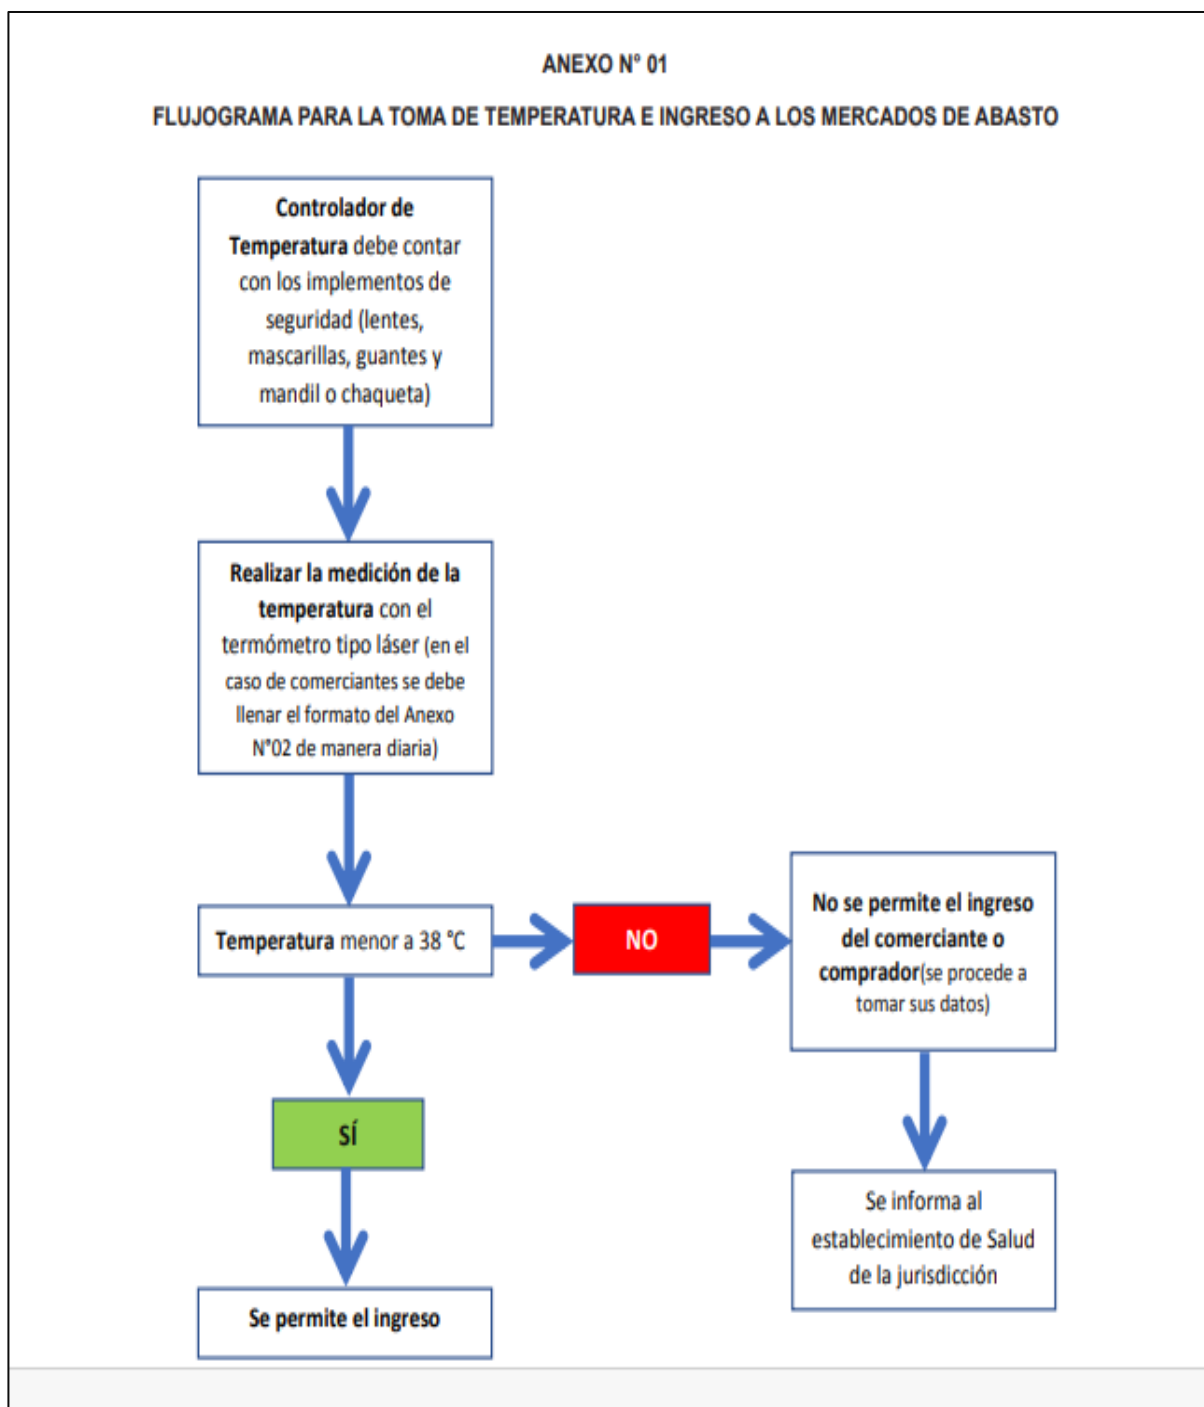 ANEXO N° 01
FLUJOGRAMA PARA LA TOMA DE TEMPERATURA E INGRESO A LOS MERCADOS DE ABASTO
Controlador de
Temperatura debe contar
con los implementos de
seguridad (lentes,
mascarillas, guantes y
mandil o chaqueta)
Realizar la medición de la
temperatura con el
termómetro tipo láser (en el
caso de comerciantes se debe
llenar el formato del Anexo
N°02 de manera diaria)
Temperatura menor a 38 °C
NO
No se permite el ingreso
del comerciante o
comprador(se procede a
tomar sus datos)
SÍ
Se informa al
establecimiento de Salud
de la jurisdicción
Se permite el ingreso